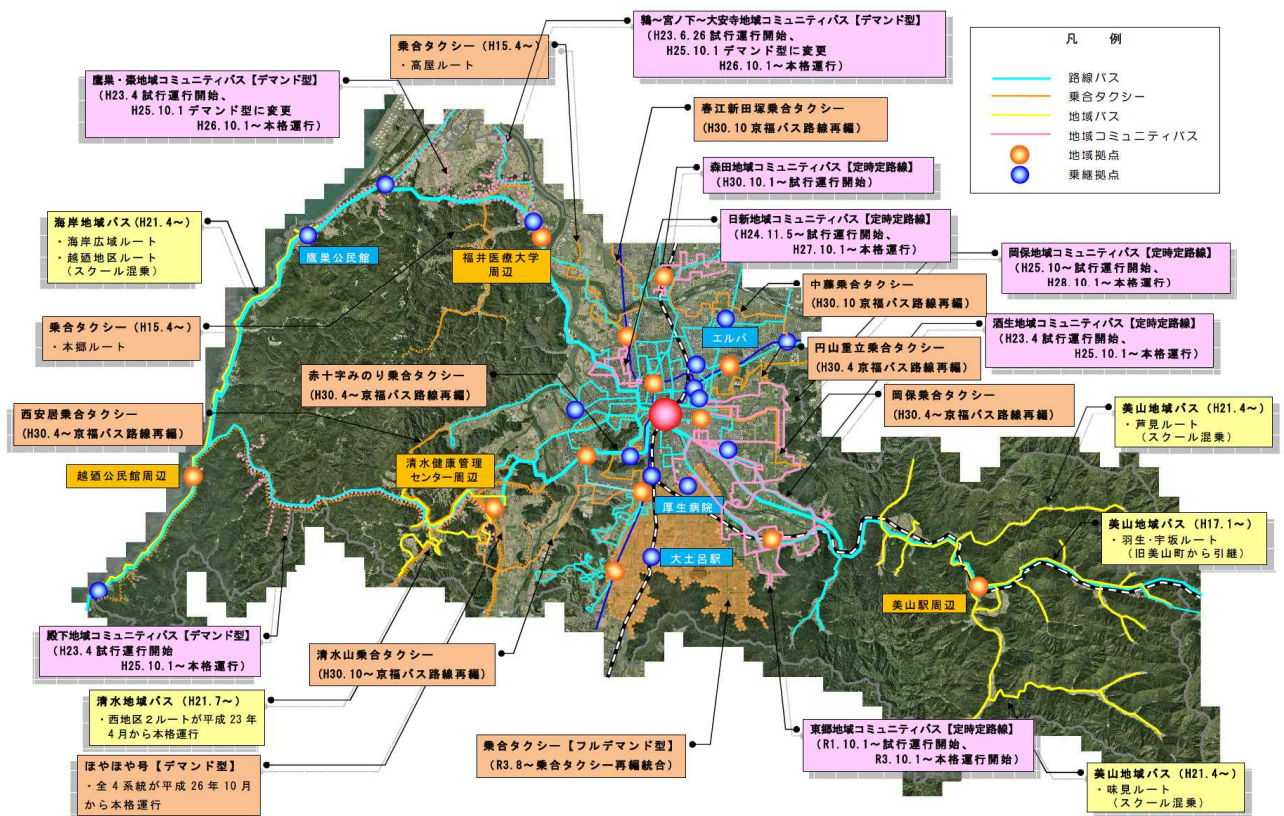 鶉～宮ノ下～大安寺地域コミュニティバス【デマンド型】
(H23.6.26 試行運行開始、
H25.10.1 デマンド型に変更
H26.10.1～本格運行)
乗合タクシー (H15.4～)
・高屋ルート
鷹巣・棗地域コミュニティバス【デマンド型】
(H23.4 試行運行開始、
H25.10.1 デマンド型に変更
H26.10.1～本格運行)
春江新田塚乗合タクシー
(H30.10 京福バス路線再編)
凡 例
路線バス
乗合タクシー
地域バス
地域コミュニティバス
地域拠点
乗継拠点
森田地域コミュニティバス【定時定路線】
(H30.10.1～試行運行開始)
海岸地域バス(H21.4～)
・海岸広域ルート
・越廼地区ルート
(スクール混乗)
日新地域コミュニティバス【定時定路線】
(H24.11.5～試行運行開始、
H27.10.1～本格運行)
岡保地域コミュニティバス【定時定路線】
(H25.10～試行運行開始、
H28.10.1～本格運行)
鷹巣公民館
福井医療大学
周辺
中藤乗合タクシー
(H30.10 京福バス路線再編)
乗合タクシー (H15.4～)
・本郷ルート
エルパ
酒生地域コミュニティバス【定時定路線】
(H23.4 試行運行開始、
H25.10.1～本格運行)
円山重立乗合タクシー
(H30.4 京福バス路線再編)
赤十字みのり乗合タクシー
(H30.4～京福バス路線再編)
岡保乗合タクシー
(H30.4～京福バス路線再編)
西安居乗合タクシー
(H30.4～京福バス路線再編)
美山地域バス (H21.4～)
・芦見ルート
(スクール混乗)
越廼公民館周辺
清水健康管理
センター周辺
厚生病院
美山地域バス (H17.1～)
・羽生・宇坂ルート
(旧美山町から引継)
大土呂駅
美山駅周辺
殿下地域コミュニティバス【デマンド型】
(H23.4 試行運行開始
H25.10.1～本格運行)
清水山乗合タクシー
(H30.10～京福バス路線再編)
清水地域バス (H21.7～)
・西地区２ルートが平成 23 年
4 月から本格運行
乗合タクシー【フルデマンド型】
(R3.8～乗合タクシー再編統合)
東郷地域コミュニティバス【定時定路線】
(R1.10.1～試行運行開始、
R3.10.1～本格運行開始)
ほやほや号【デマンド型】
・全 4 系統が平成 26 年 10 月
から本格運行
美山地域バス (H21.4～)
・味見ルート
(スクール混乗)